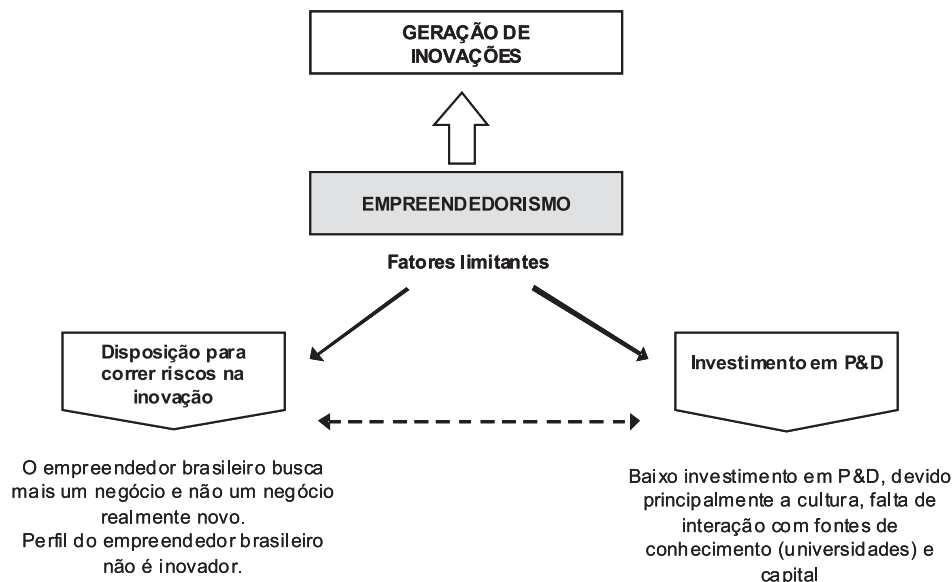 GERAÇÃO DE
INOVAÇÕES
EMPREENDEDORISMO
Fatores limitantes
Disposição para
correr riscos na
inovação
Investimento em P&D
O empreendedor brasileiro busca
mais um negócio e não um negócio
realmente novo.
Perfil do empreendedor brasileiro
não é inovador.
Baixo investimento em P&D, devido
principalmente a cultura, falta de
interação com fontes de
conhecimento (universidades) e
capital